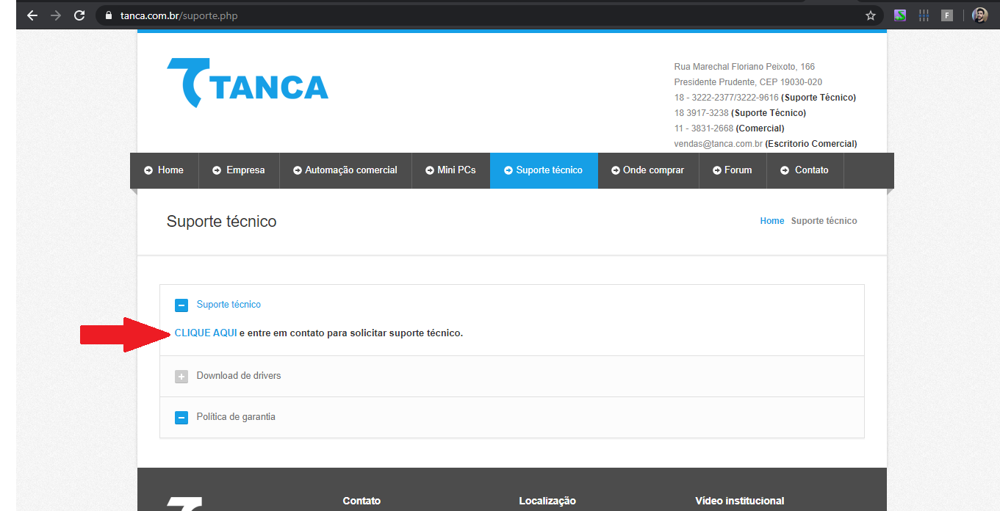 tanca.com.br/suporte.php
F
TANCA
Rua Marechal Floriano Peixoto, 166
Presidente Prudente, CEP 19030-020
18 - 3222-2377/3222-9616 (Suporte Técnico)
18 3917-3238 (Suporte Técnico)
11 - 3831-2668 (Comercial)
vendas@tanca.com.br (Escritorio Comercial)
Home Empresa Automação comercial Mini PCs Suporte técnico Onde comprar Forum Contato
Suporte técnico
Home Suporte técnico
Suporte técnico
CLIQUE AQUI e entre em contato para solicitar suporte técnico.
Download de drivers
Política de garantia
Contato Localização Vídeo institucional